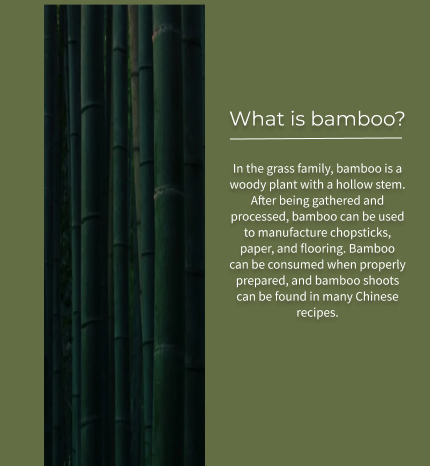 What is bamboo?
In the grass family, bamboo is a
woody plant with a hollow stem.
After being gathered and
processed, bamboo can be used
to manufacture chopsticks,
paper, and flooring. Bamboo
can be consumed when properly
prepared, and bamboo shoots
can be found in many Chinese
recipes.